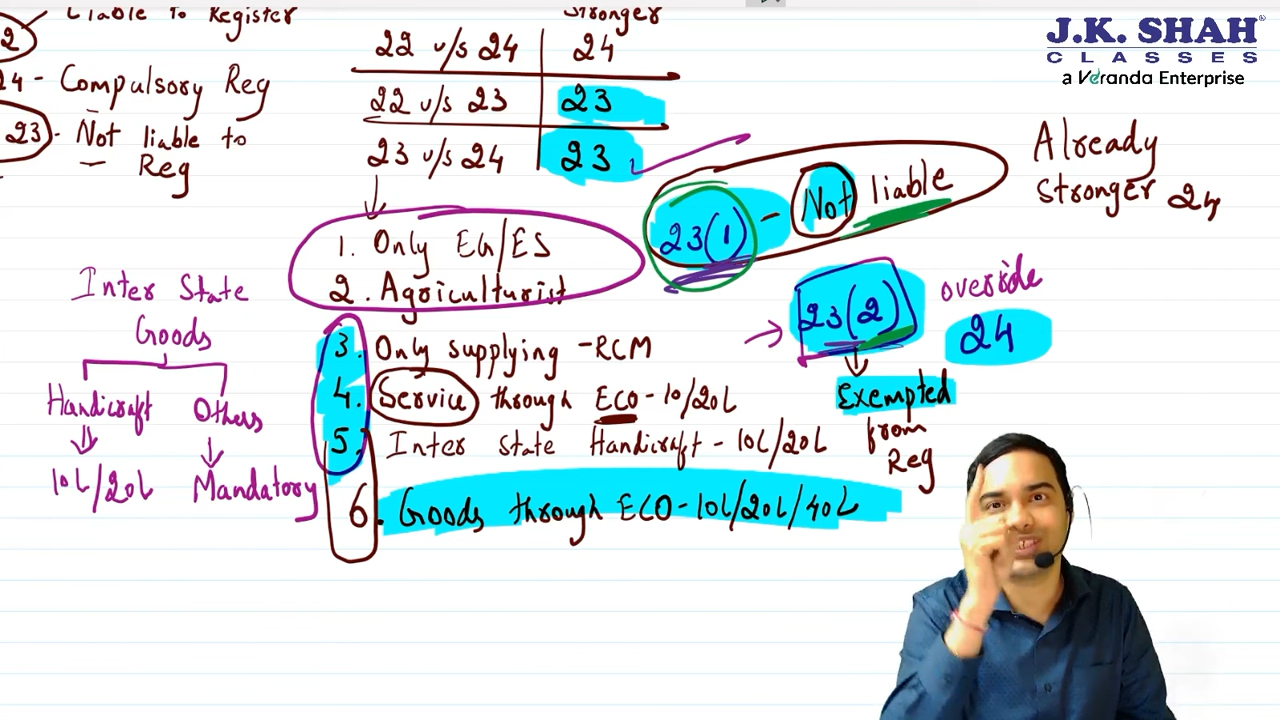 Liable to Register
2
24 - Compulsory Reg
23 - Not liable to
Reg
Stronger
22 v/s 24 24
22 v/s 23 23
23 v/s 24 23
J.K. SHAH®
CLASSES
a Veranda Enterprise
23(1) - Not liable
Already
Stronger 24
1. Only EG/ES
2. Agriculturist
3. Only supplying - RCM
4. Service through ECO - 10/20L
5. Inter State Handicraft - 10L/20L
6. Goods through ECO - 10L/20L/40L
23(2) override
24
Exempted
from
Reg
Inter State
Goods
Handicraft Others
10L/20L Mandatory